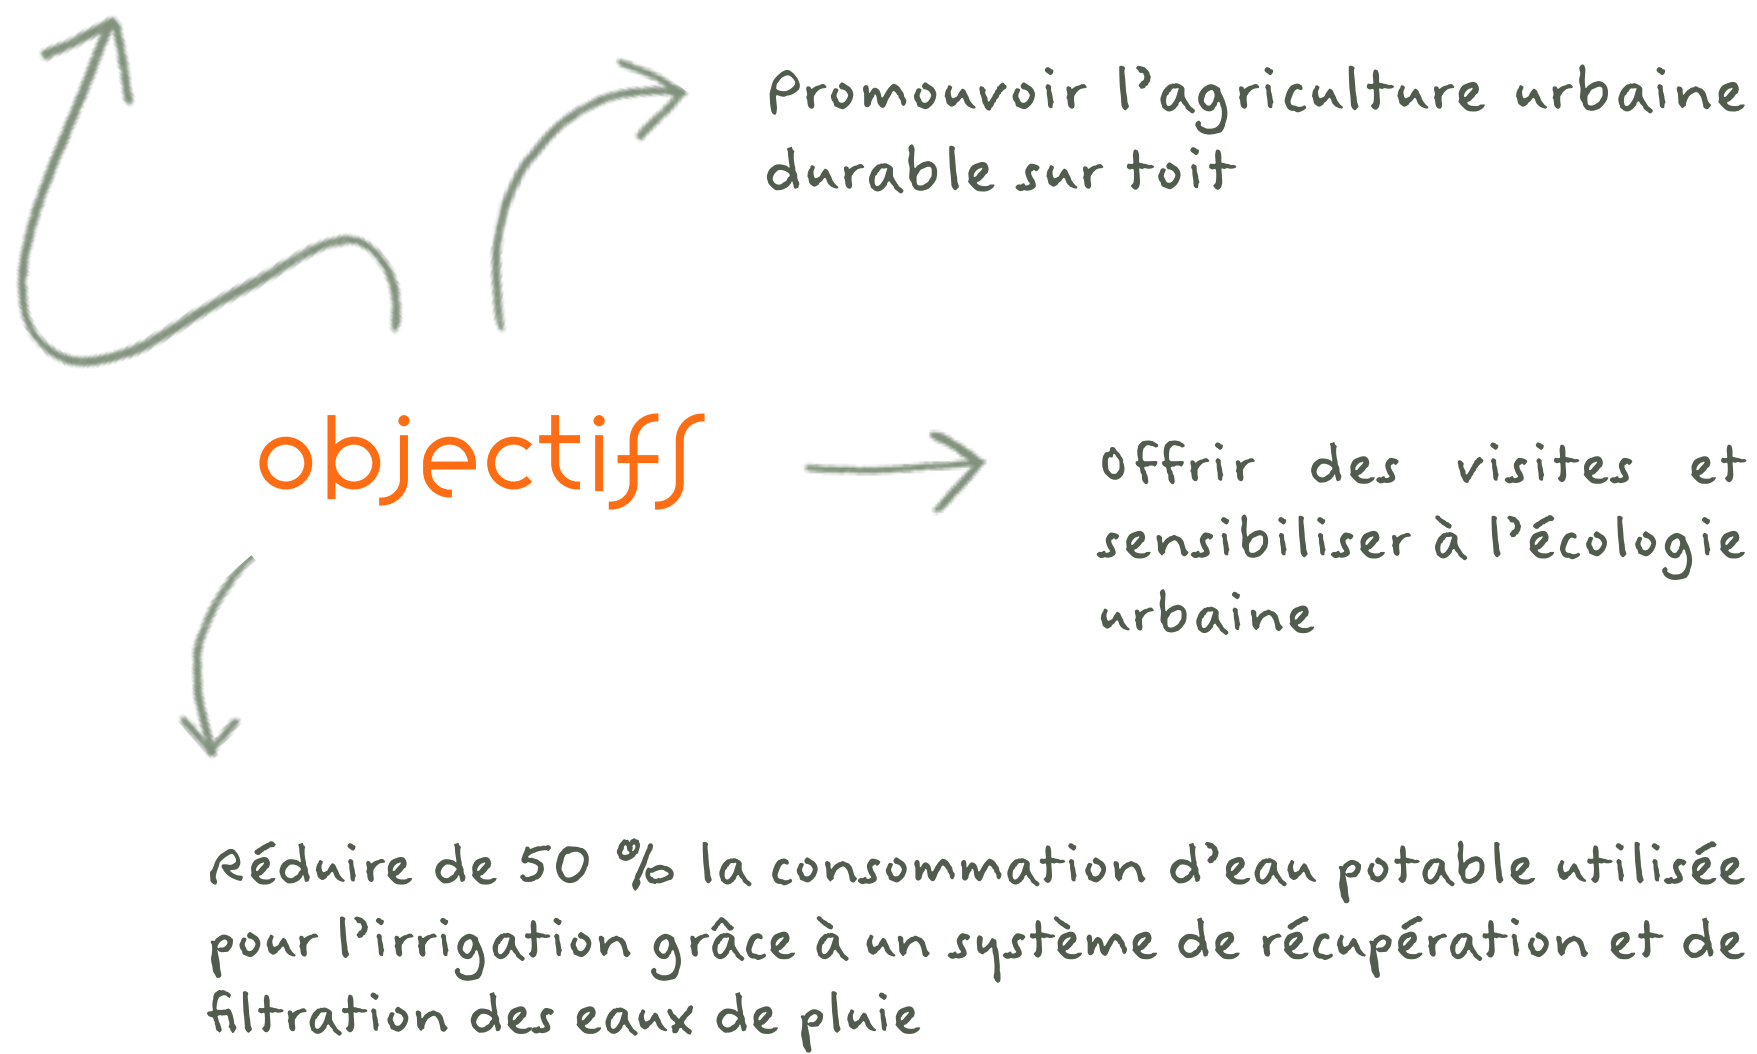 Promouvoir l'agriculture urbaine
durable sur toit
objectifs
Offrir des visites et
sensibiliser à l'écologie
urbaine
Réduire de 50 % la consommation d'eau potable utilisée
pour l'irrigation grâce à un système de récupération et de
filtration des eaux de pluie